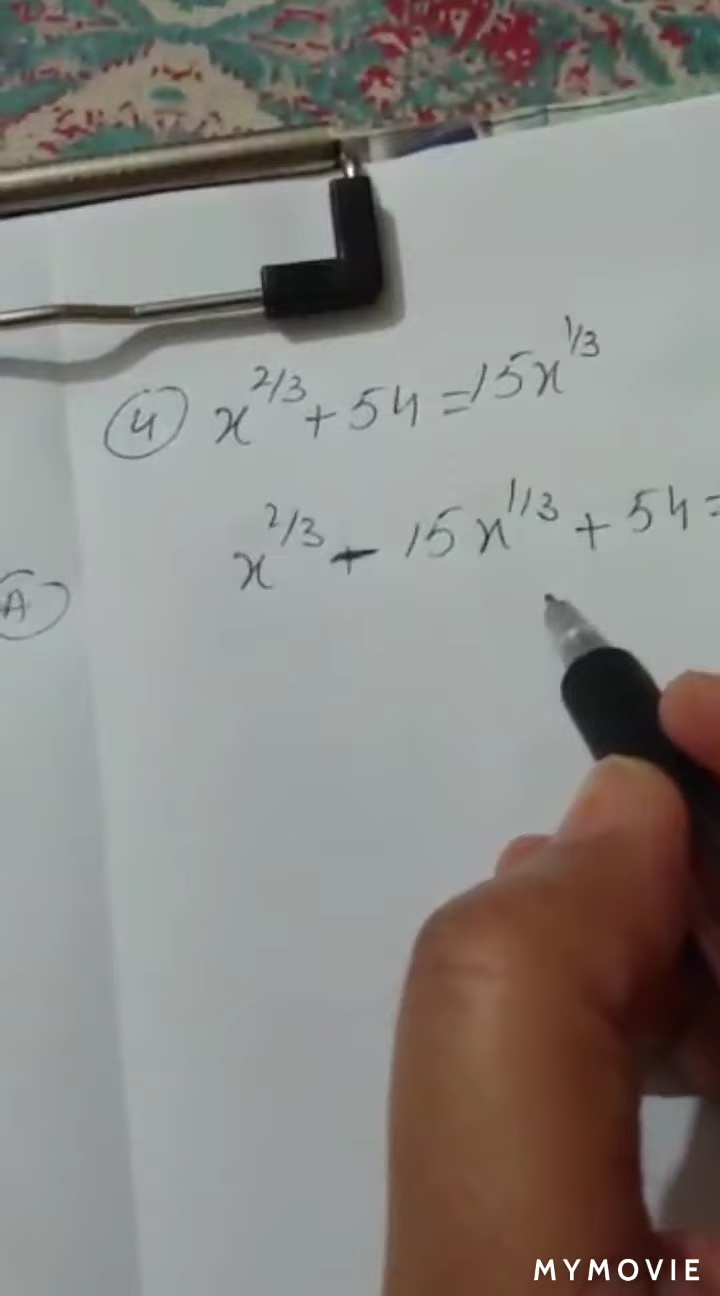 ④ x^{2/3} + 54 = 15x^{1/3}
x^{2/3} - 15x^{1/3} + 54 =
A
MYMOVIE